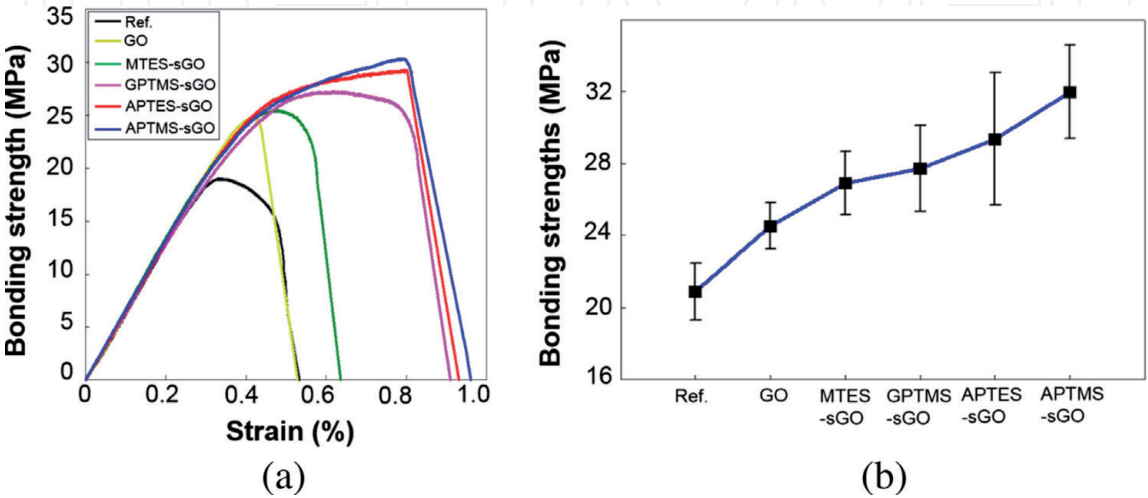 Bonding strength (MPa)
35
30
25
20
15
10
5
0
Ref.
GO
MTES-sGO
GPTMS-sGO
APTES-sGO
APTMS-sGO
0 0.2 0.4 0.6 0.8 1.0
Strain (%)
(a)
Bonding strengths (MPa)
32
28
24
20
16
Ref. GO MTES GPTMS APTES APTMS
-sGO -sGO -sGO -sGO
(b)